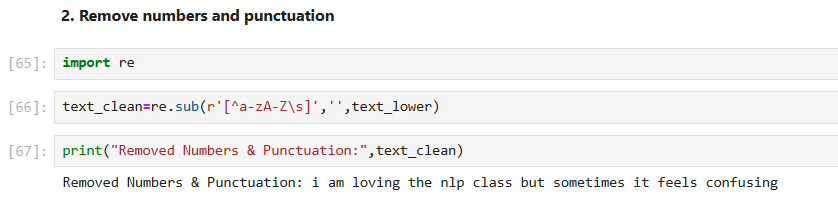 2. Remove numbers and punctuation
[65]: import re
[66]: text_clean=re.sub(r'[^a-zA-Z\s]','',text_lower)
[67]: print("Removed Numbers & Punctuation:",text_clean)
Removed Numbers & Punctuation: i am loving the nlp class but sometimes it feels confusing